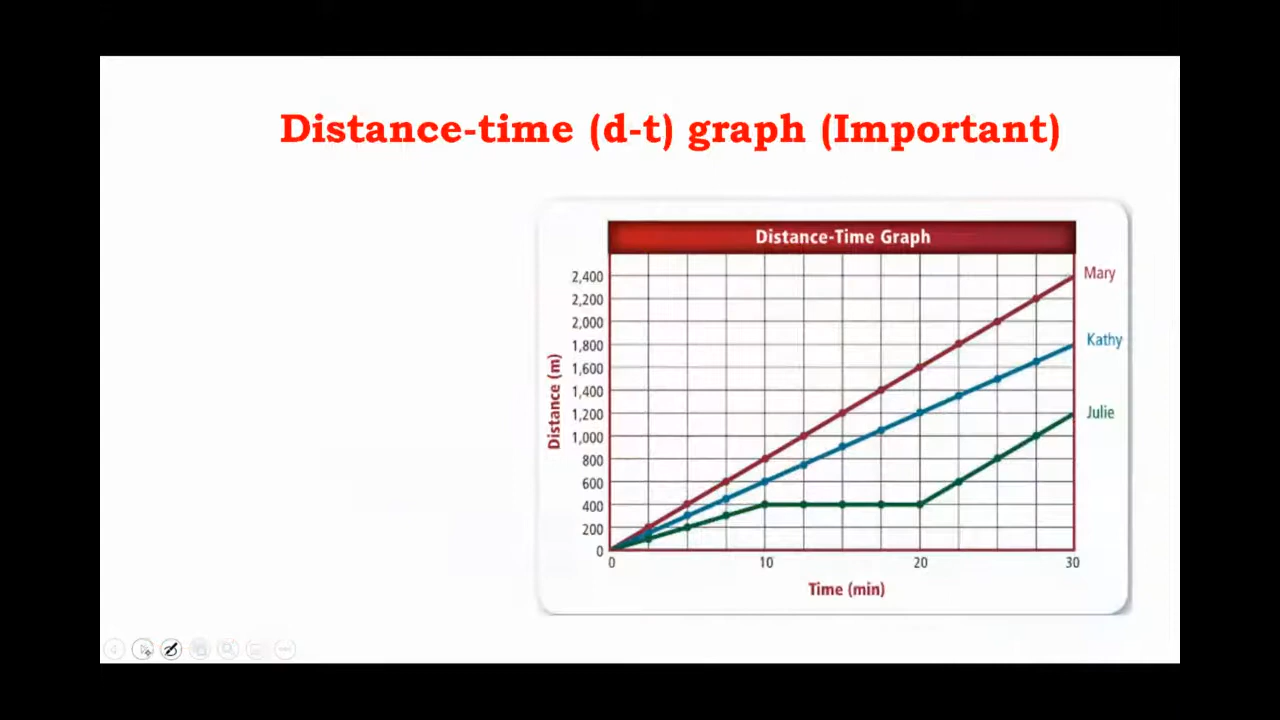 Distance-time (d-t) graph (Important)
Distance-Time Graph
2,400
2,200
2,000
1,800
1,600
1,400
1,200
1,000
800
600
400
200
0
Distance (m)
Mary
Kathy
Julie
0 10 20 30
Time (min)